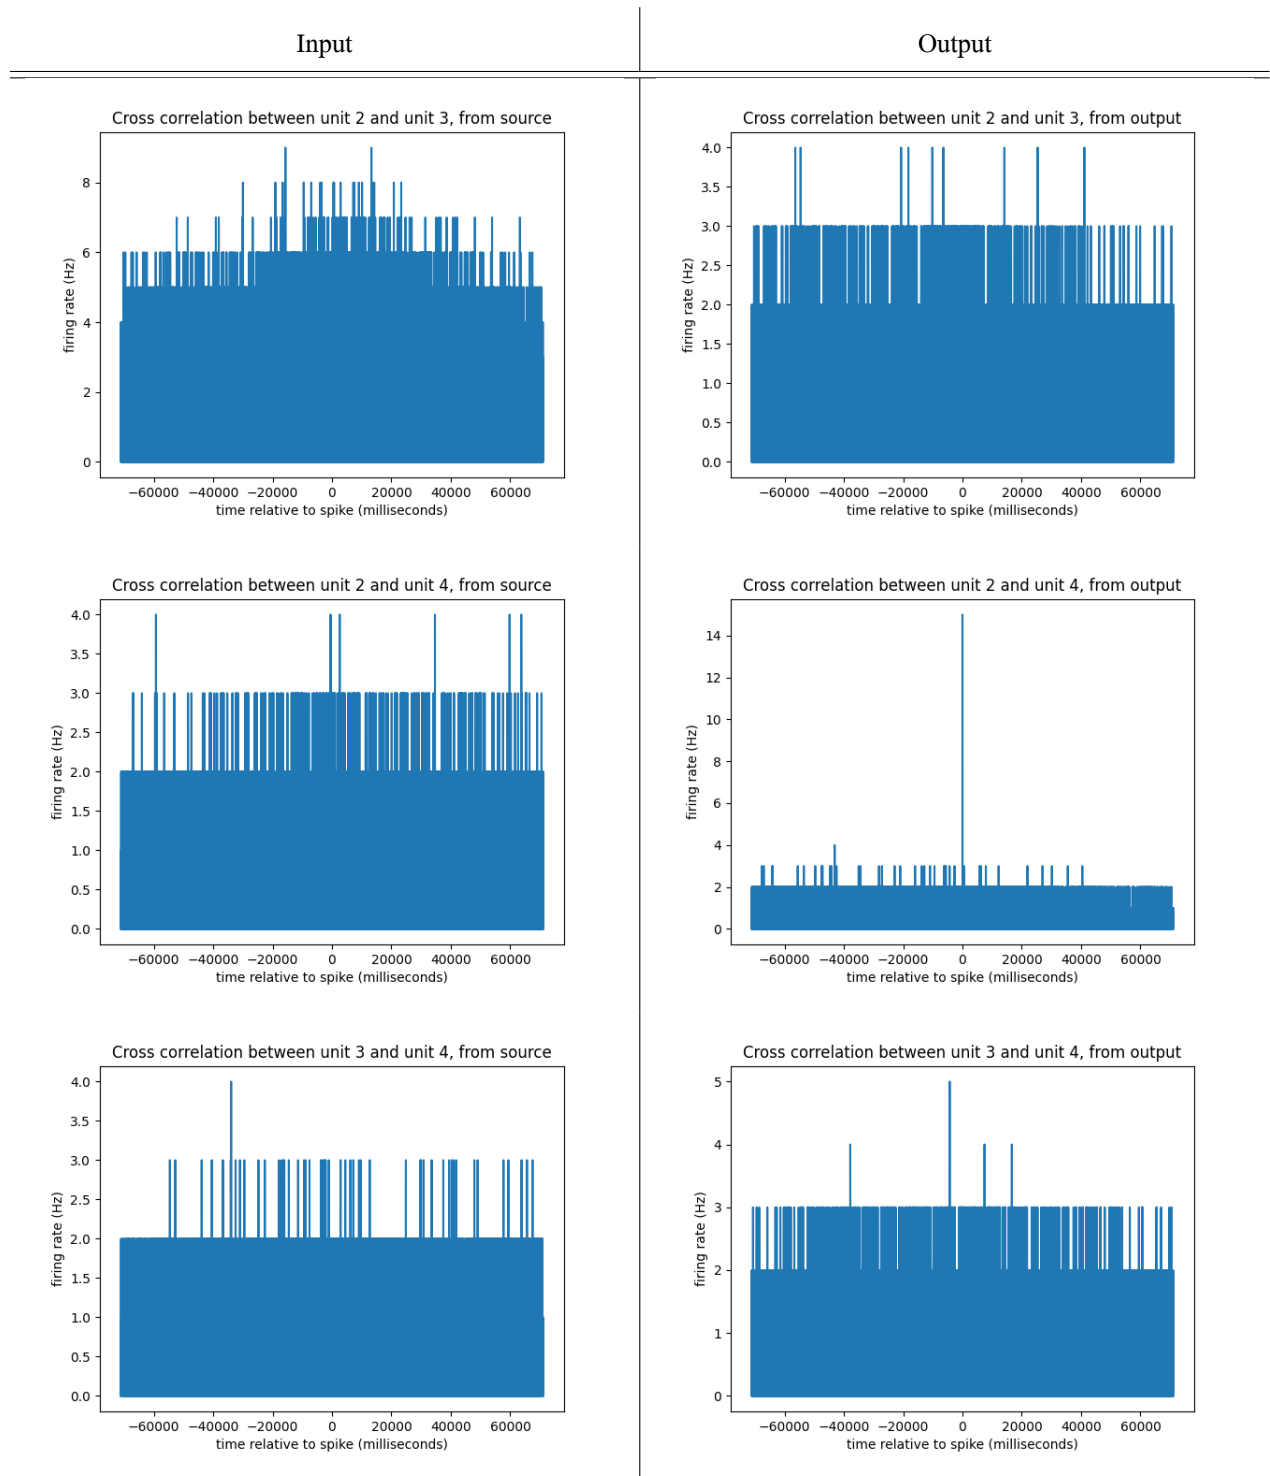 Input
Output
Cross correlation between unit 2 and unit 3, from source
firing rate (Hz)
8
6
4
2
0
−60000 −40000 −20000 0 20000 40000 60000
time relative to spike (milliseconds)
Cross correlation between unit 2 and unit 3, from output
firing rate (Hz)
4.0
3.5
3.0
2.5
2.0
1.5
1.0
0.5
0.0
−60000 −40000 −20000 0 20000 40000 60000
time relative to spike (milliseconds)
Cross correlation between unit 2 and unit 4, from source
firing rate (Hz)
4.0
3.5
3.0
2.5
2.0
1.5
1.0
0.5
0.0
−60000 −40000 −20000 0 20000 40000 60000
time relative to spike (milliseconds)
Cross correlation between unit 2 and unit 4, from output
firing rate (Hz)
14
12
10
8
6
4
2
0
−60000 −40000 −20000 0 20000 40000 60000
time relative to spike (milliseconds)
Cross correlation between unit 3 and unit 4, from source
firing rate (Hz)
4.0
3.5
3.0
2.5
2.0
1.5
1.0
0.5
0.0
−60000 −40000 −20000 0 20000 40000 60000
time relative to spike (milliseconds)
Cross correlation between unit 3 and unit 4, from output
firing rate (Hz)
5
4
3
2
1
0
−60000 −40000 −20000 0 20000 40000 60000
time relative to spike (milliseconds)